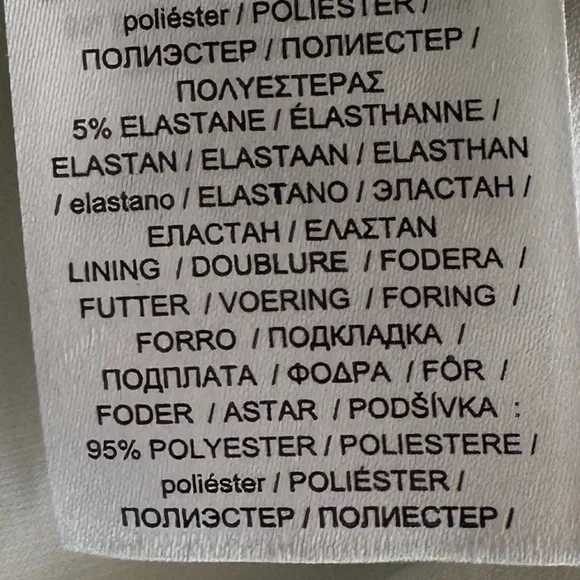 poliéster / POLIÉSTER /
ПОЛИЭСТЕР / ПОЛИЕСТЕР /
ΠΟΛΥΕΣΤΕΡΑΣ
5% ELASTANE / ÉLASTHANNE /
ELASTAN / ELASTAAN / ELASTHAN
/ elastano / ELASTANO / ЭЛАСТАН /
ЕЛАСТАН / ΕΛΑΣΤΑΝ
LINING / DOUBLURE / FODERA /
FUTTER / VOERING / FORING /
FORRO / ПОДКЛАДКА /
ПОДПЛАТА / ΦΟΔΡΑ / FÔR /
FODER / ASTAR / PODŠÍVKA :
95% POLYESTER / POLIESTERE /
poliéster / POLIÉSTER /
ПОЛИЭСТЕР / ПОЛИЕСТЕР /